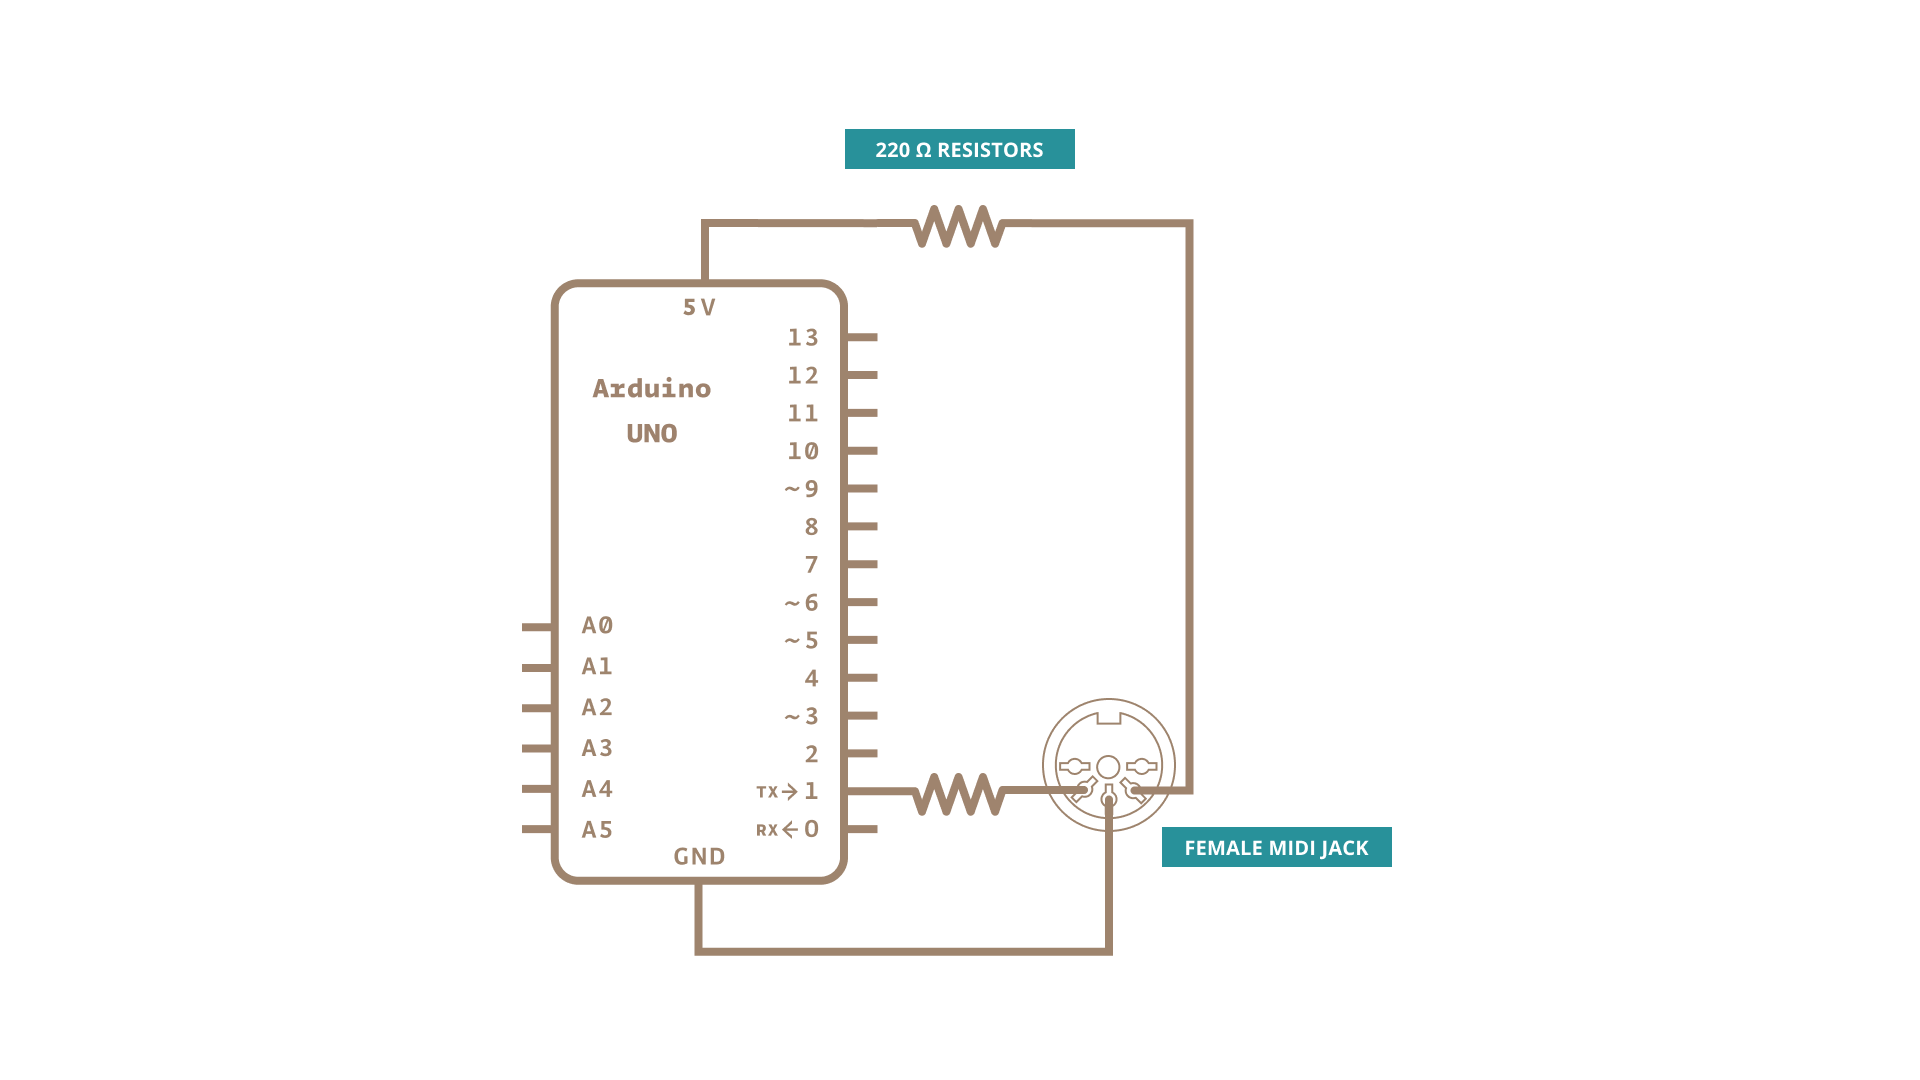 220 Ω RESISTORS
5V
Arduino
UNO
13
12
11
10
~9
8
7
~6
~5
4
~3
2
TX→1
RX←0
A0
A1
A2
A3
A4
A5
GND
FEMALE MIDI JACK